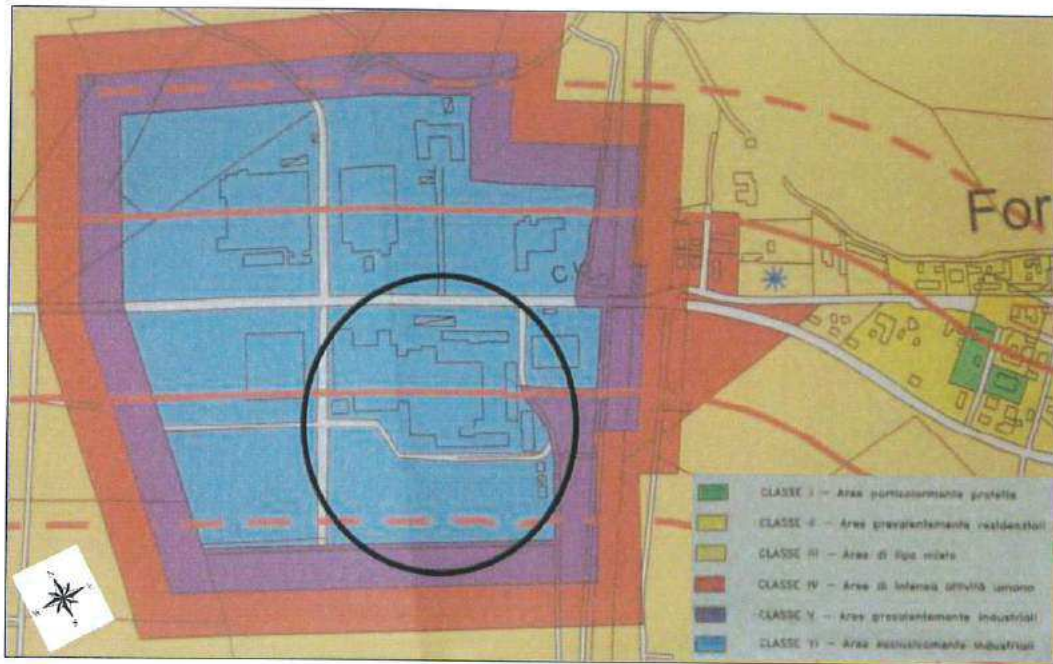 For
CLASSE I - Aree particolarmente protette
CLASSE II - Aree prevalentemente residenziali
CLASSE III - Aree di tipo misto
CLASSE IV - Aree di intensa attività umana
CLASSE V - Aree prevalentemente industriali
CLASSE VI - Aree esclusivamente industriali